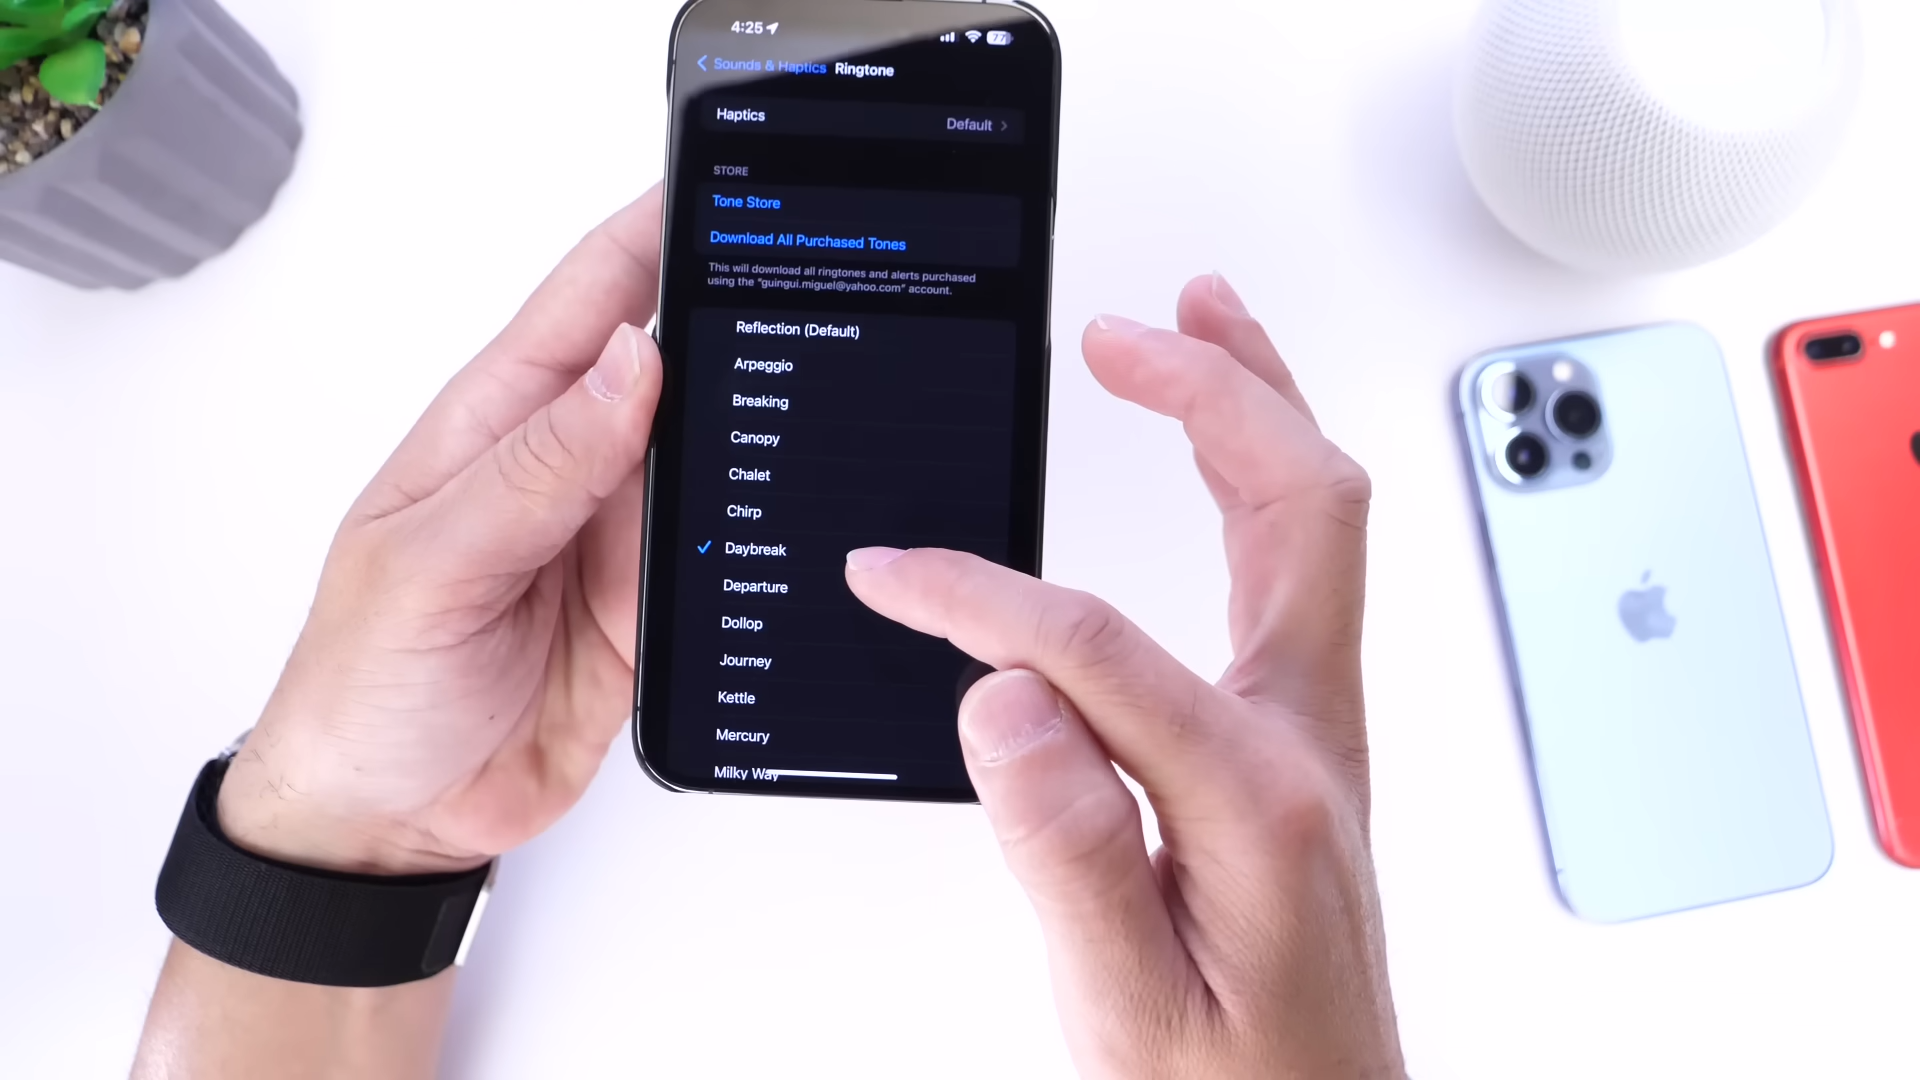 4:25
77
Sounds & Haptics Ringtone
Haptics
Default
STORE
Tone Store
Download All Purchased Tones
This will download all ringtones and alerts purchased
using the "guingui.miguel@yahoo.com" account.
Reflection (Default)
Arpeggio
Breaking
Canopy
Chalet
Chirp
Daybreak
Departure
Dollop
Journey
Kettle
Mercury
Milky Way